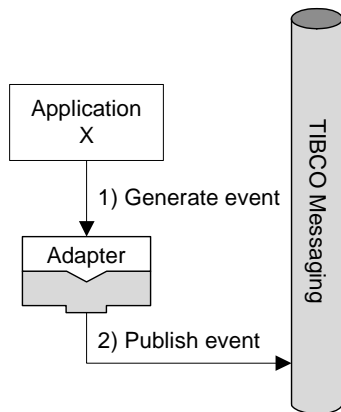 Application
X
1) Generate event
Adapter
2) Publish event
TIBCO Messaging